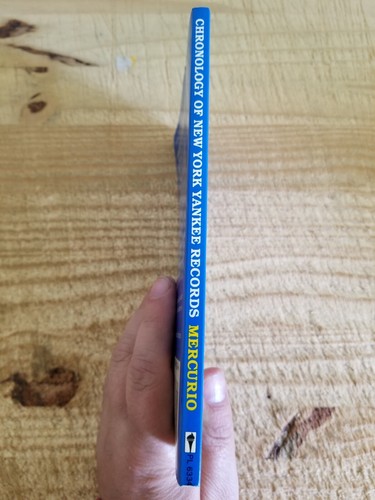 CHRONOLOGY OF NEW YORK YANKEE RECORDS MERCURIO